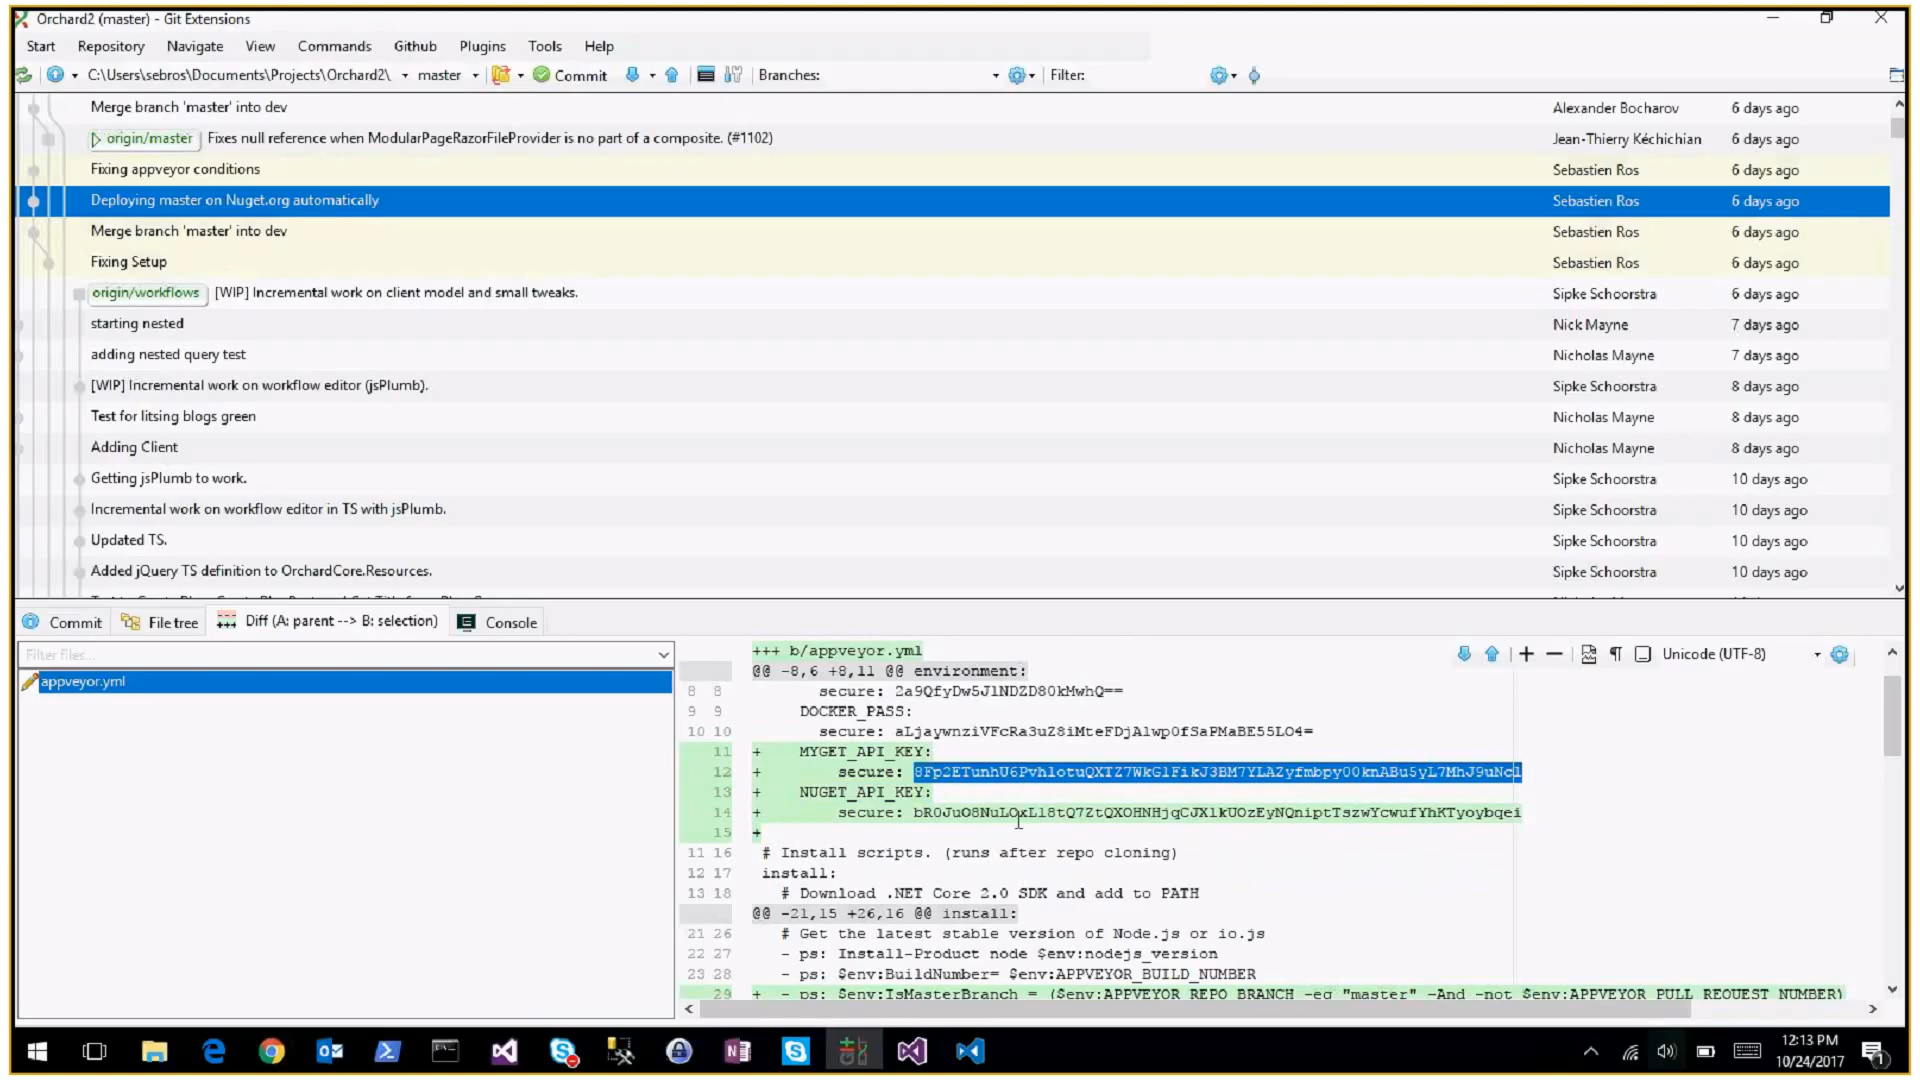 Orchard2 (master) - Git Extensions
Start Repository Navigate View Commands Github Plugins Tools Help
C:\Users\sebros\Documents\Projects\Orchard2\ master Commit Branches: Filter:
Merge branch 'master' into dev Alexander Bocharov 6 days ago
origin/master Fixes null reference when ModularPageRazorFileProvider is no part of a composite. (#1102) Jean-Thierry Kéchichian 6 days ago
Fixing appveyor conditions Sebastien Ros 6 days ago
Deploying master on Nuget.org automatically Sebastien Ros 6 days ago
Merge branch 'master' into dev Sebastien Ros 6 days ago
Fixing Setup Sebastien Ros 6 days ago
origin/workflows [WIP] Incremental work on client model and small tweaks. Sipke Schoorstra 6 days ago
starting nested Nick Mayne 7 days ago
adding nested query test Nicholas Mayne 7 days ago
[WIP] Incremental work on workflow editor (jsPlumb). Sipke Schoorstra 8 days ago
Test for litsing blogs green Nicholas Mayne 8 days ago
Adding Client Nicholas Mayne 8 days ago
Getting jsPlumb to work. Sipke Schoorstra 10 days ago
Incremental work on workflow editor in TS with jsPlumb. Sipke Schoorstra 10 days ago
Updated TS. Sipke Schoorstra 10 days ago
Added jQuery TS definition to OrchardCore.Resources. Sipke Schoorstra 10 days ago
Commit File tree Diff (A: parent --> B: selection) Console
Filter files...
appveyor.yml
Unicode (UTF-8)
+++ b/appveyor.yml
@@ -8,6 +8,11 @@ environment:
8 8 secure: 2a9QfyDw5J1NDZD80kMwhQ==
9 9 DOCKER_PASS:
10 10 secure: aLjaywnziVFcRa3uZ8iMteFDjAlwp0fSaPMaBE55LO4=
11 + MYGET_API_KEY:
12 + secure: 8Fp2ETunhU6PvhlotuQXTZ7WkGlFikJ3BM7YLAZyfmbpy00knABu5yL7MhJ9uNcl
13 + NUGET_API_KEY:
14 + secure: bR0JuO8NuLOxLl8tQ7ZtQXOHNHjqCJXlkUOzEyNQniptTszwYcwufYhKTyoybqei
15 +
11 16 # Install scripts. (runs after repo cloning)
12 17 install:
13 18 # Download .NET Core 2.0 SDK and add to PATH
@@ -21,15 +26,16 @@ install:
21 26 # Get the latest stable version of Node.js or io.js
22 27 - ps: Install-Product node $env:nodejs_version
23 28 - ps: $env:BuildNumber= $env:APPVEYOR_BUILD_NUMBER
29 + - ps: $env:IsMasterBranch = ($env:APPVEYOR_REPO_BRANCH -eq "master" -And -not $env:APPVEYOR_PULL_REQUEST_NUMBER)
12:13 PM
10/24/2017
1